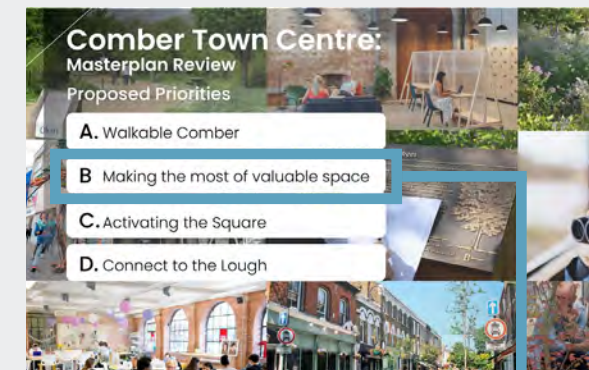 Comber Town Centre:
Masterplan Review
Proposed Priorities
A. Walkable Comber
B Making the most of valuable space
C. Activating the Square
D. Connect to the Lough